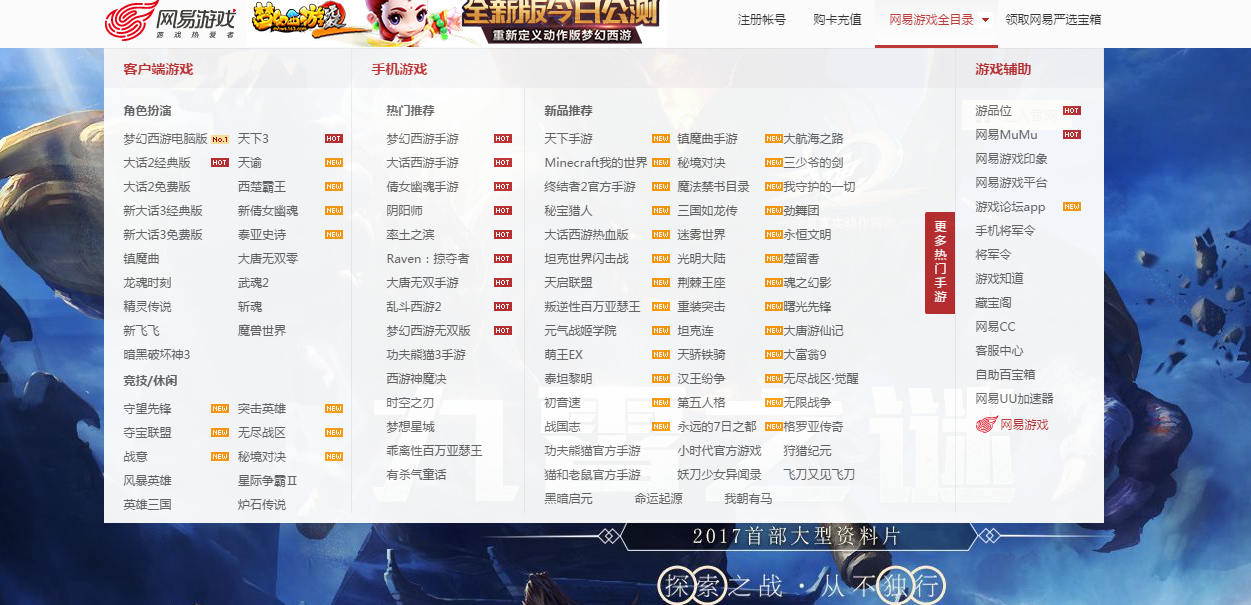 网易游戏
游戏热爱者
梦幻西游
全新版今日公测
重新定义动作版梦幻西游
注册帐号 购卡充值 网易游戏全目录 领取网易严选宝箱
客户端游戏 手机游戏 游戏辅助
角色扮演
梦幻西游电脑版 No.1 天下3 HOT
大话2经典版 HOT 天谕 NEW
大话2免费版 西楚霸王 NEW
新大话3经典版 新倩女幽魂 NEW
新大话3免费版 泰亚史诗 NEW
镇魔曲 大唐无双零
龙魂时刻 武魂2
精灵传说 斩魂
新飞飞 魔兽世界
暗黑破坏神3
竞技/休闲
守望先锋 NEW 突击英雄 NEW
夺宝联盟 NEW 无尽战区 NEW
战意 NEW 秘境对决 NEW
风暴英雄 星际争霸Ⅱ
英雄三国 炉石传说
热门推荐
梦幻西游手游 HOT
大话西游手游 HOT
倩女幽魂手游 HOT
阴阳师 HOT
率土之滨 HOT
Raven：掠夺者 HOT
大唐无双手游 HOT
乱斗西游2 HOT
梦幻西游无双版 HOT
功夫熊猫3手游
西游神魔决
时空之刃
梦想星城
乖离性百万亚瑟王
有杀气童话
新品推荐
天下手游 NEW 镇魔曲手游 NEW 大航海之路
Minecraft我的世界 NEW 秘境对决 NEW 三少爷的剑
终结者2官方手游 NEW 魔法禁书目录 NEW 我守护的一切
秘宝猎人 NEW 三国如龙传 NEW 劲舞团
大话西游热血版 NEW 迷雾世界 NEW 永恒文明
坦克世界闪击战 NEW 光明大陆 NEW 楚留香
天启联盟 NEW 荆棘王座 NEW 魂之幻影
叛逆性百万亚瑟王 NEW 重装突击 NEW 曙光先锋
元气战姬学院 NEW 坦克连 NEW 大唐游仙记
萌王EX NEW 天骄铁骑 NEW 大富翁9
泰坦黎明 NEW 汉王纷争 NEW 无尽战区·觉醒
初音速 NEW 第五人格 NEW 无限战争
战国志 NEW 永远的7日之都 NEW 格罗亚传奇
功夫熊猫官方手游 小时代官方游戏 狩猎纪元
猫和老鼠官方手游 妖刀少女异闻录 飞刀又见飞刀
黑暗启元 命运起源 我朝有马
更多热门手游
游品位 HOT
网易MuMu HOT
网易游戏印象
网易游戏平台
游戏论坛app NEW
手机将军令
将军令
游戏知道
藏宝阁
网易CC
客服中心
自助百宝箱
网易UU加速器
网易游戏
2017首部大型资料片
探索之战·从不独行